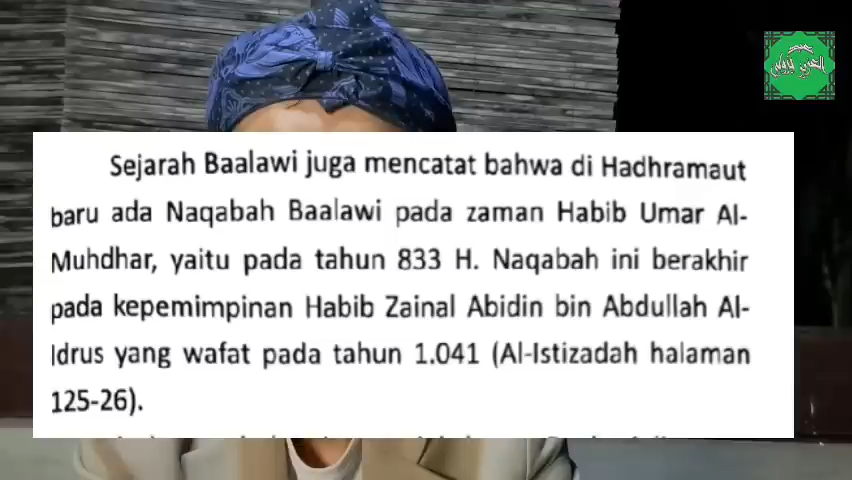 Sejarah Baalawi juga mencatat bahwa di Hadhramaut
baru ada Naqabah Baalawi pada zaman Habib Umar Al-
Muhdhar, yaitu pada tahun 833 H. Naqabah ini berakhir
pada kepemimpinan Habib Zainal Abidin bin Abdullah Al-
Idrus yang wafat pada tahun 1.041 (Al-Istizadah halaman
125-26).